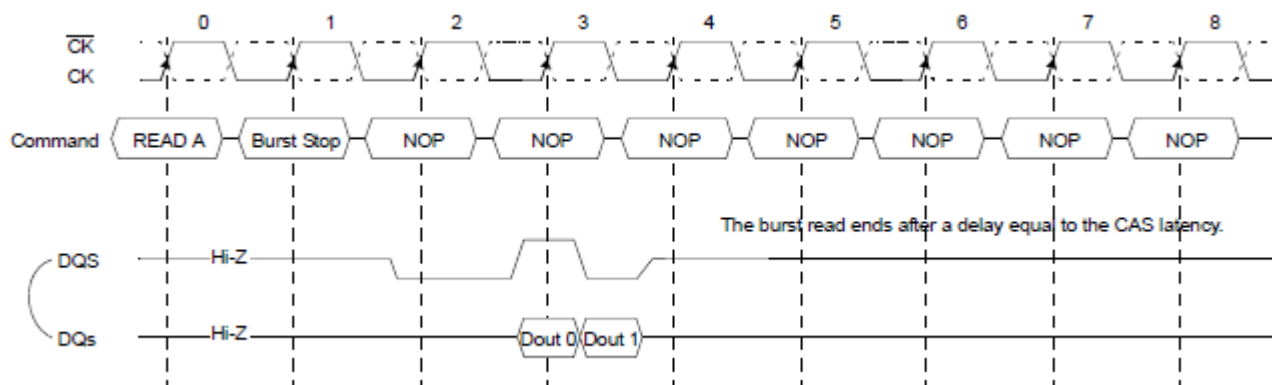 0 1 2 3 4 5 6 7 8
CK
CK
Command READ A Burst Stop NOP NOP NOP NOP NOP NOP NOP
The burst read ends after a delay equal to the CAS latency.
DQS Hi-Z
DQs Hi-Z Dout 0 Dout 1